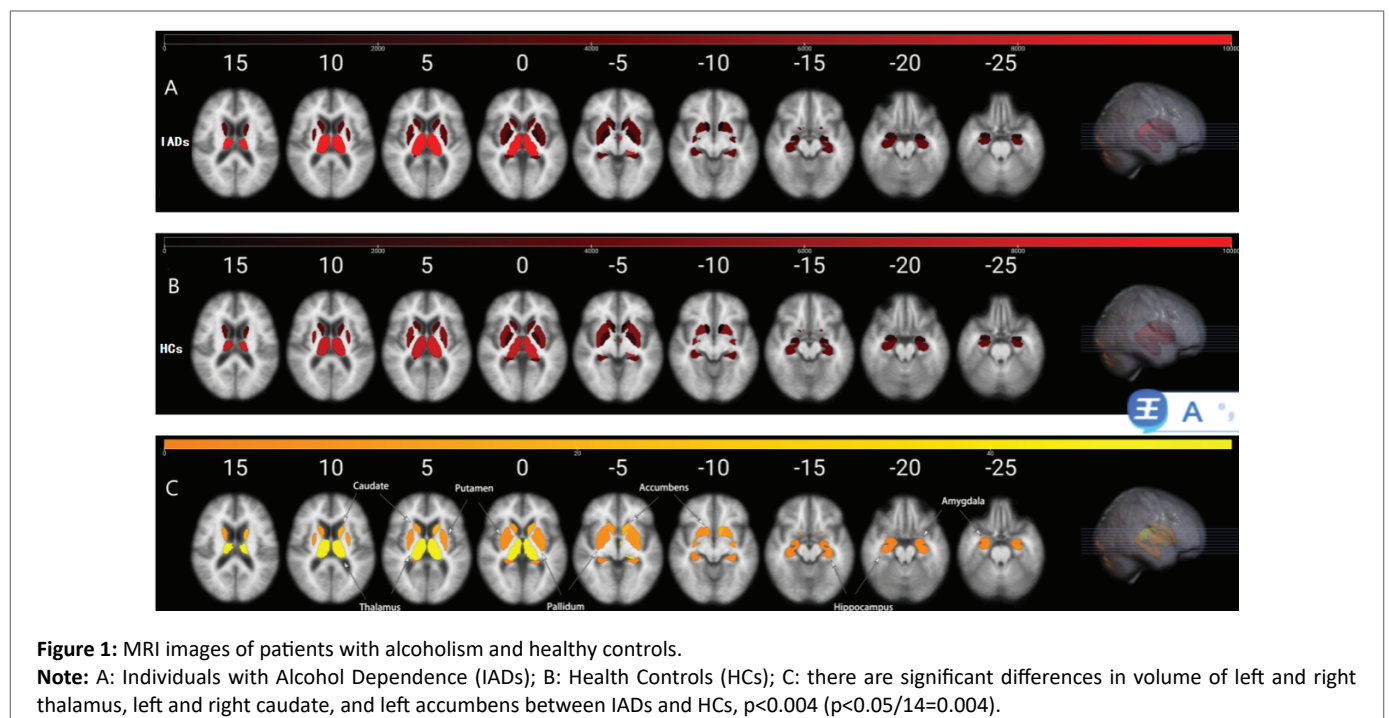 0 2000 4000 6000 8000 10000
15 10 5 0 -5 -10 -15 -20 -25
A
IADs
0 2000 4000 6000 8000 10000
15 10 5 0 -5 -10 -15 -20 -25
B
HCs
王 A
0 20 40
15 10 5 0 -5 -10 -15 -20 -25
C
Caudate Putamen Accumbens Amygdala
Thalamus Pallidum Hippocampus
Figure 1: MRI images of patients with alcoholism and healthy controls.
Note: A: Individuals with Alcohol Dependence (IADs); B: Health Controls (HCs); C: there are significant differences in volume of left and right
thalamus, left and right caudate, and left accumbens between IADs and HCs, p<0.004 (p<0.05/14=0.004).